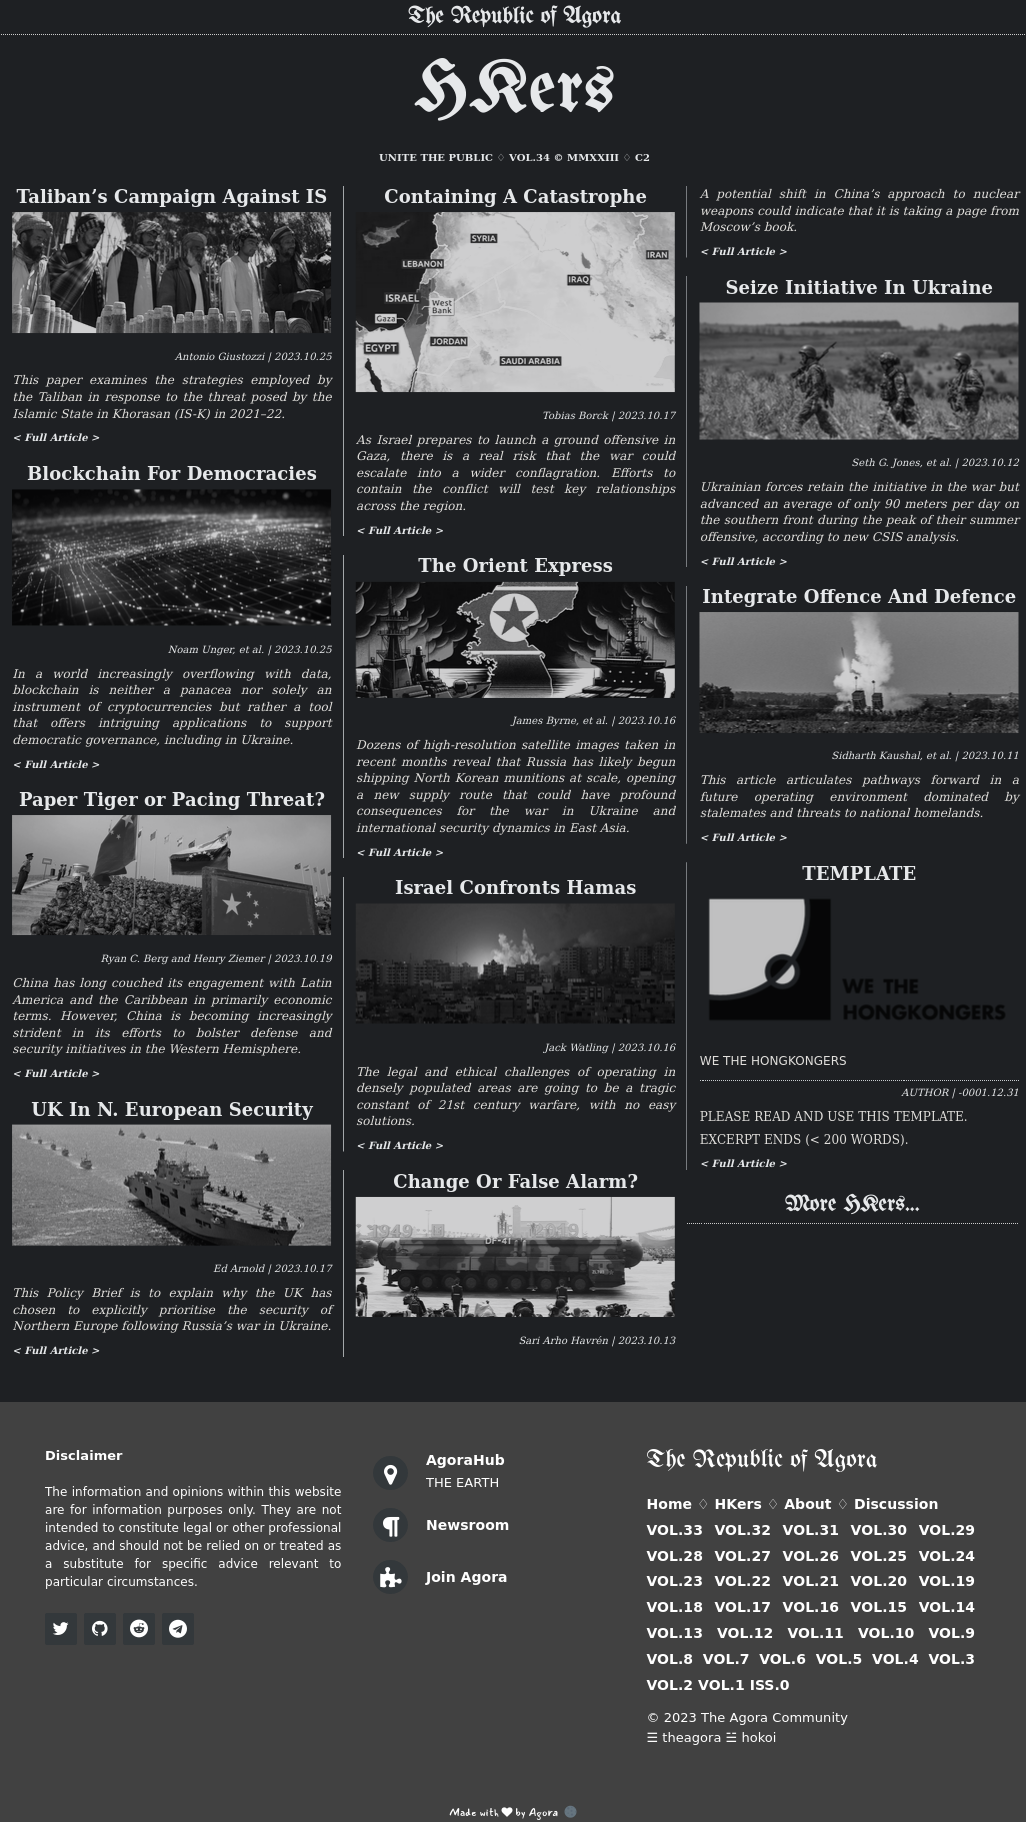 The Republic of Agora
HKers
UNITE THE PUBLIC ♢ VOL.34 © MMXXIII ♢ C2
Taliban’s Campaign Against IS
Antonio Giustozzi | 2023.10.25
This paper examines the strategies employed by
the Taliban in response to the threat posed by the
Islamic State in Khorasan (IS-K) in 2021–22.
< Full Article >
Blockchain For Democracies
Noam Unger, et al. | 2023.10.25
In a world increasingly overflowing with data,
blockchain is neither a panacea nor solely an
instrument of cryptocurrencies but rather a tool
that offers intriguing applications to support
democratic governance, including in Ukraine.
< Full Article >
Paper Tiger or Pacing Threat?
Ryan C. Berg and Henry Ziemer | 2023.10.19
China has long couched its engagement with Latin
America and the Caribbean in primarily economic
terms. However, China is becoming increasingly
strident in its efforts to bolster defense and
security initiatives in the Western Hemisphere.
< Full Article >
UK In N. European Security
Ed Arnold | 2023.10.17
This Policy Brief is to explain why the UK has
chosen to explicitly prioritise the security of
Northern Europe following Russia’s war in Ukraine.
< Full Article >
Containing A Catastrophe
SYRIA
LEBANON
IRAN
IRAQ
ISRAEL
West
Bank
Gaza
JORDAN
EGYPT
SAUDI ARABIA
Tobias Borck | 2023.10.17
As Israel prepares to launch a ground offensive in
Gaza, there is a real risk that the war could
escalate into a wider conflagration. Efforts to
contain the conflict will test key relationships
across the region.
< Full Article >
The Orient Express
James Byrne, et al. | 2023.10.16
Dozens of high-resolution satellite images taken in
recent months reveal that Russia has likely begun
shipping North Korean munitions at scale, opening
a new supply route that could have profound
consequences for the war in Ukraine and
international security dynamics in East Asia.
< Full Article >
Israel Confronts Hamas
Jack Watling | 2023.10.16
The legal and ethical challenges of operating in
densely populated areas are going to be a tragic
constant of 21st century warfare, with no easy
solutions.
< Full Article >
Change Or False Alarm?
1949 2019
DF-41
Sari Arho Havrén | 2023.10.13
A potential shift in China’s approach to nuclear
weapons could indicate that it is taking a page from
Moscow’s book.
< Full Article >
Seize Initiative In Ukraine
Seth G. Jones, et al. | 2023.10.12
Ukrainian forces retain the initiative in the war but
advanced an average of only 90 meters per day on
the southern front during the peak of their summer
offensive, according to new CSIS analysis.
< Full Article >
Integrate Offence And Defence
Sidharth Kaushal, et al. | 2023.10.11
This article articulates pathways forward in a
future operating environment dominated by
stalemates and threats to national homelands.
< Full Article >
TEMPLATE
WE THE
HONGKONGERS
WE THE HONGKONGERS
AUTHOR | -0001.12.31
PLEASE READ AND USE THIS TEMPLATE.
EXCERPT ENDS (< 200 WORDS).
< Full Article >
More HKers...
Disclaimer
The information and opinions within this website
are for information purposes only. They are not
intended to constitute legal or other professional
advice, and should not be relied on or treated as
a substitute for specific advice relevant to
particular circumstances.
AgoraHub
THE EARTH
Newsroom
Join Agora
The Republic of Agora
Home ♢ HKers ♢ About ♢ Discussion
VOL.33 VOL.32 VOL.31 VOL.30 VOL.29
VOL.28 VOL.27 VOL.26 VOL.25 VOL.24
VOL.23 VOL.22 VOL.21 VOL.20 VOL.19
VOL.18 VOL.17 VOL.16 VOL.15 VOL.14
VOL.13 VOL.12 VOL.11 VOL.10 VOL.9
VOL.8 VOL.7 VOL.6 VOL.5 VOL.4 VOL.3
VOL.2 VOL.1 ISS.0
© 2023 The Agora Community
☰ theagora ☱ hokoi
Made with ♥ by Agora